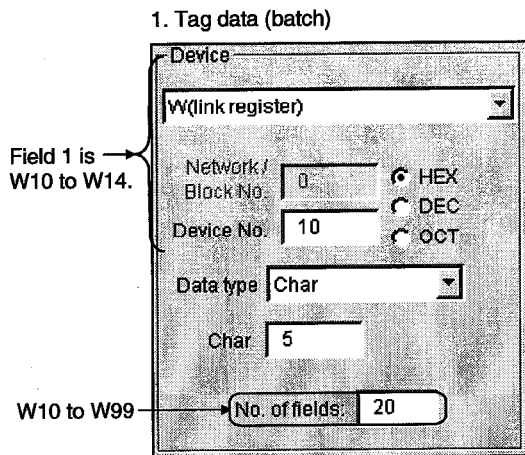 1. Tag data (batch)
Device
W(link register)
Field 1 is
W10 to W14.
Network/
Block No.
0
HEX
DEC
OCT
Device No.
10
Data type
Char
Char
5
W10 to W99
No. of fields:
20